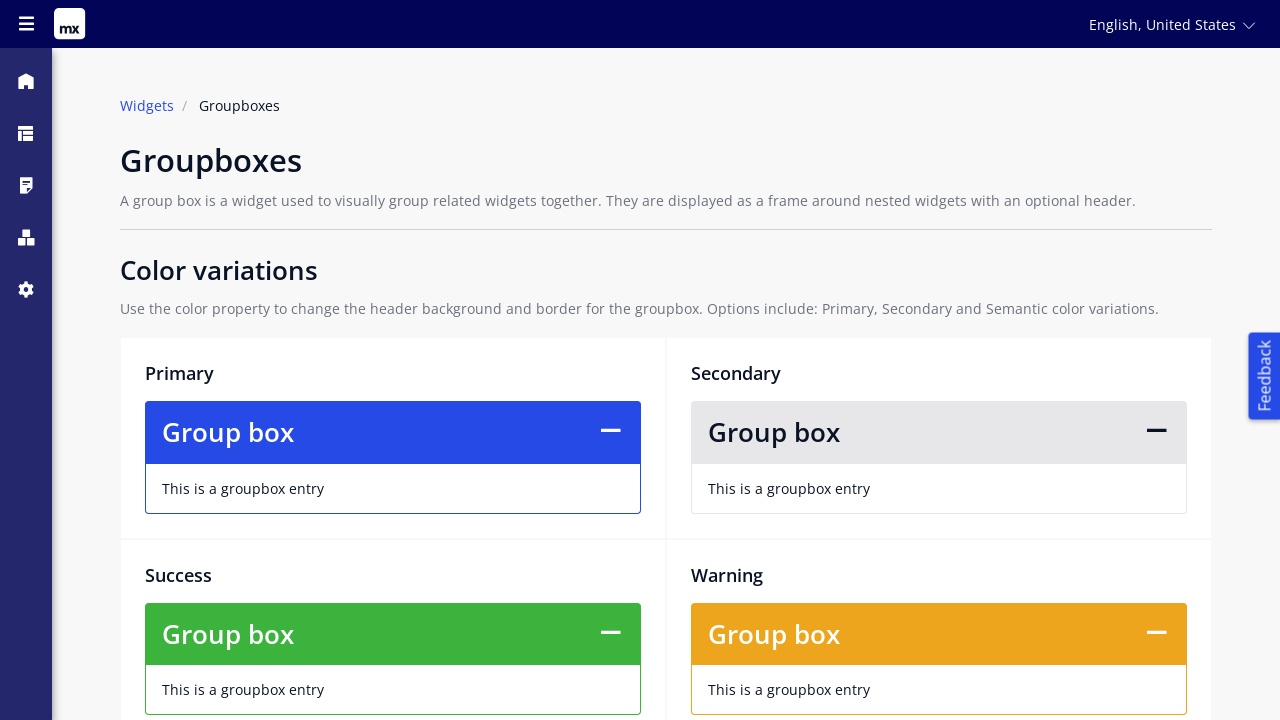 mx
English, United States
Widgets / Groupboxes
Groupboxes
A group box is a widget used to visually group related widgets together. They are displayed as a frame around nested widgets with an optional header.
Color variations
Use the color property to change the header background and border for the groupbox. Options include: Primary, Secondary and Semantic color variations.
Feedback
Primary
Group box
This is a groupbox entry
Secondary
Group box
This is a groupbox entry
Success
Group box
This is a groupbox entry
Warning
Group box
This is a groupbox entry